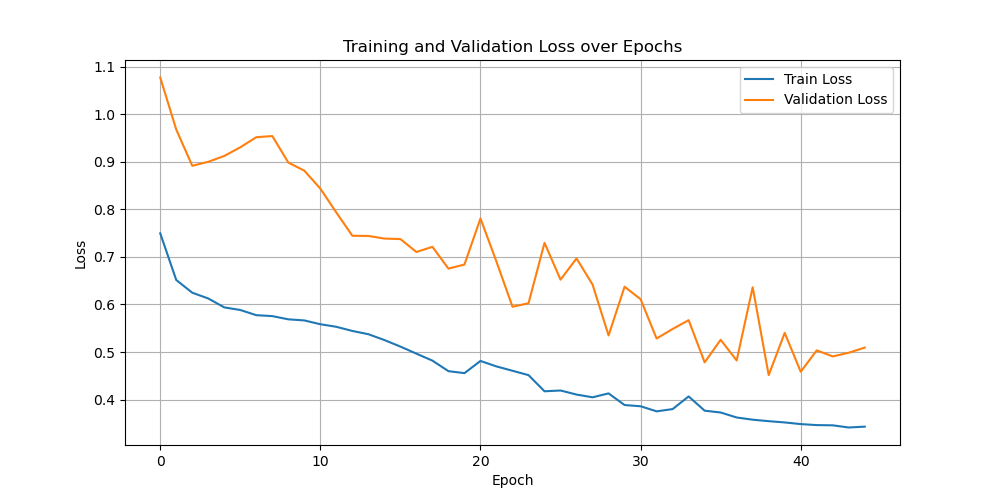 Training and Validation Loss over Epochs
Train Loss
Validation Loss
1.1
1.0
0.9
0.8
0.7
0.6
0.5
0.4
Loss
0 10 20 30 40
Epoch